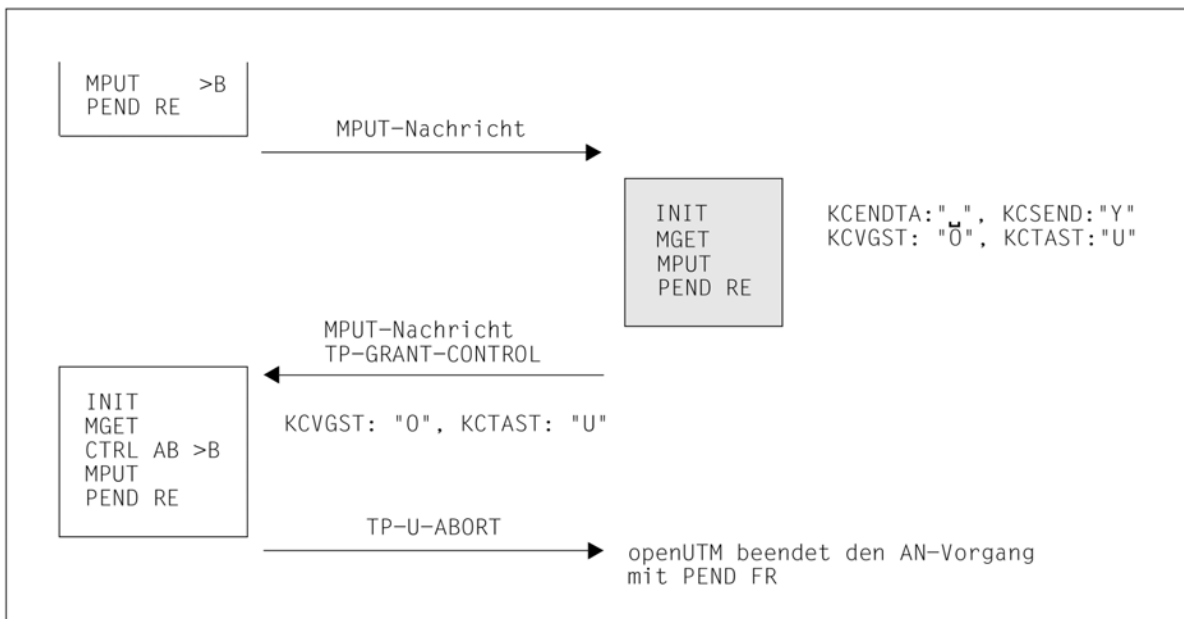 MPUT >B
PEND RE
MPUT-Nachricht
INIT
MGET
MPUT
PEND RE
KCENDTA:"␣", KCSEND:"Y"
KCVGST: "O", KCTAST:"U"
MPUT-Nachricht
TP-GRANT-CONTROL
INIT
MGET
CTRL AB >B
MPUT
PEND RE
KCVGST: "O", KCTAST: "U"
TP-U-ABORT
openUTM beendet den AN-Vorgang
mit PEND FR